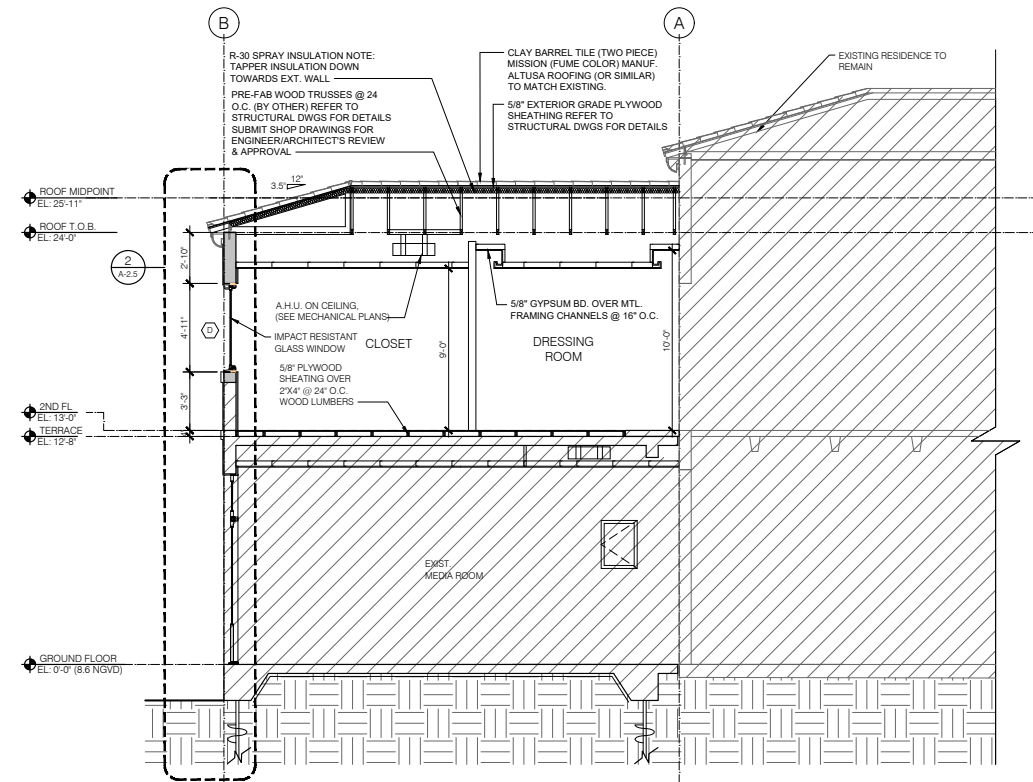 B
A
R-30 SPRAY INSULATION NOTE:
TAPPER INSULATION DOWN
TOWARDS EXT. WALL
PRE-FAB WOOD TRUSSES @ 24
O.C. (BY OTHER) REFER TO
STRUCTURAL DWGS FOR DETAILS
SUBMIT SHOP DRAWINGS FOR
ENGINEER/ARCHITECT'S REVIEW
& APPROVAL
CLAY BARREL TILE (TWO PIECE)
MISSION (FUME COLOR) MANUF.
ALTUSA ROOFING (OR SIMILAR)
TO MATCH EXISTING.
5/8" EXTERIOR GRADE PLYWOOD
SHEATHING REFER TO
STRUCTURAL DWGS FOR DETAILS
EXISTING RESIDENCE TO
REMAIN
12"
3.5"
ROOF MIDPOINT
EL: 25'-11"
ROOF T.O.B.
EL: 24'-0"
2
A-2.5
2'-10"
4'-11"
3'-3"
D
A.H.U. ON CEILING,
(SEE MECHANICAL PLANS)
IMPACT RESISTANT
GLASS WINDOW
CLOSET
5/8" PLYWOOD
SHEATING OVER
2"X4" @ 24" O.C.
WOOD LUMBERS
9'-0"
5/8" GYPSUM BD. OVER MTL.
FRAMING CHANNELS @ 16" O.C.
DRESSING
ROOM
10'-0"
2ND FL
EL: 13'-0"
TERRACE
EL: 12'-8"
EXIST.
MEDIA ROOM
GROUND FLOOR
EL: 0'-0" (8.6 NGVD)